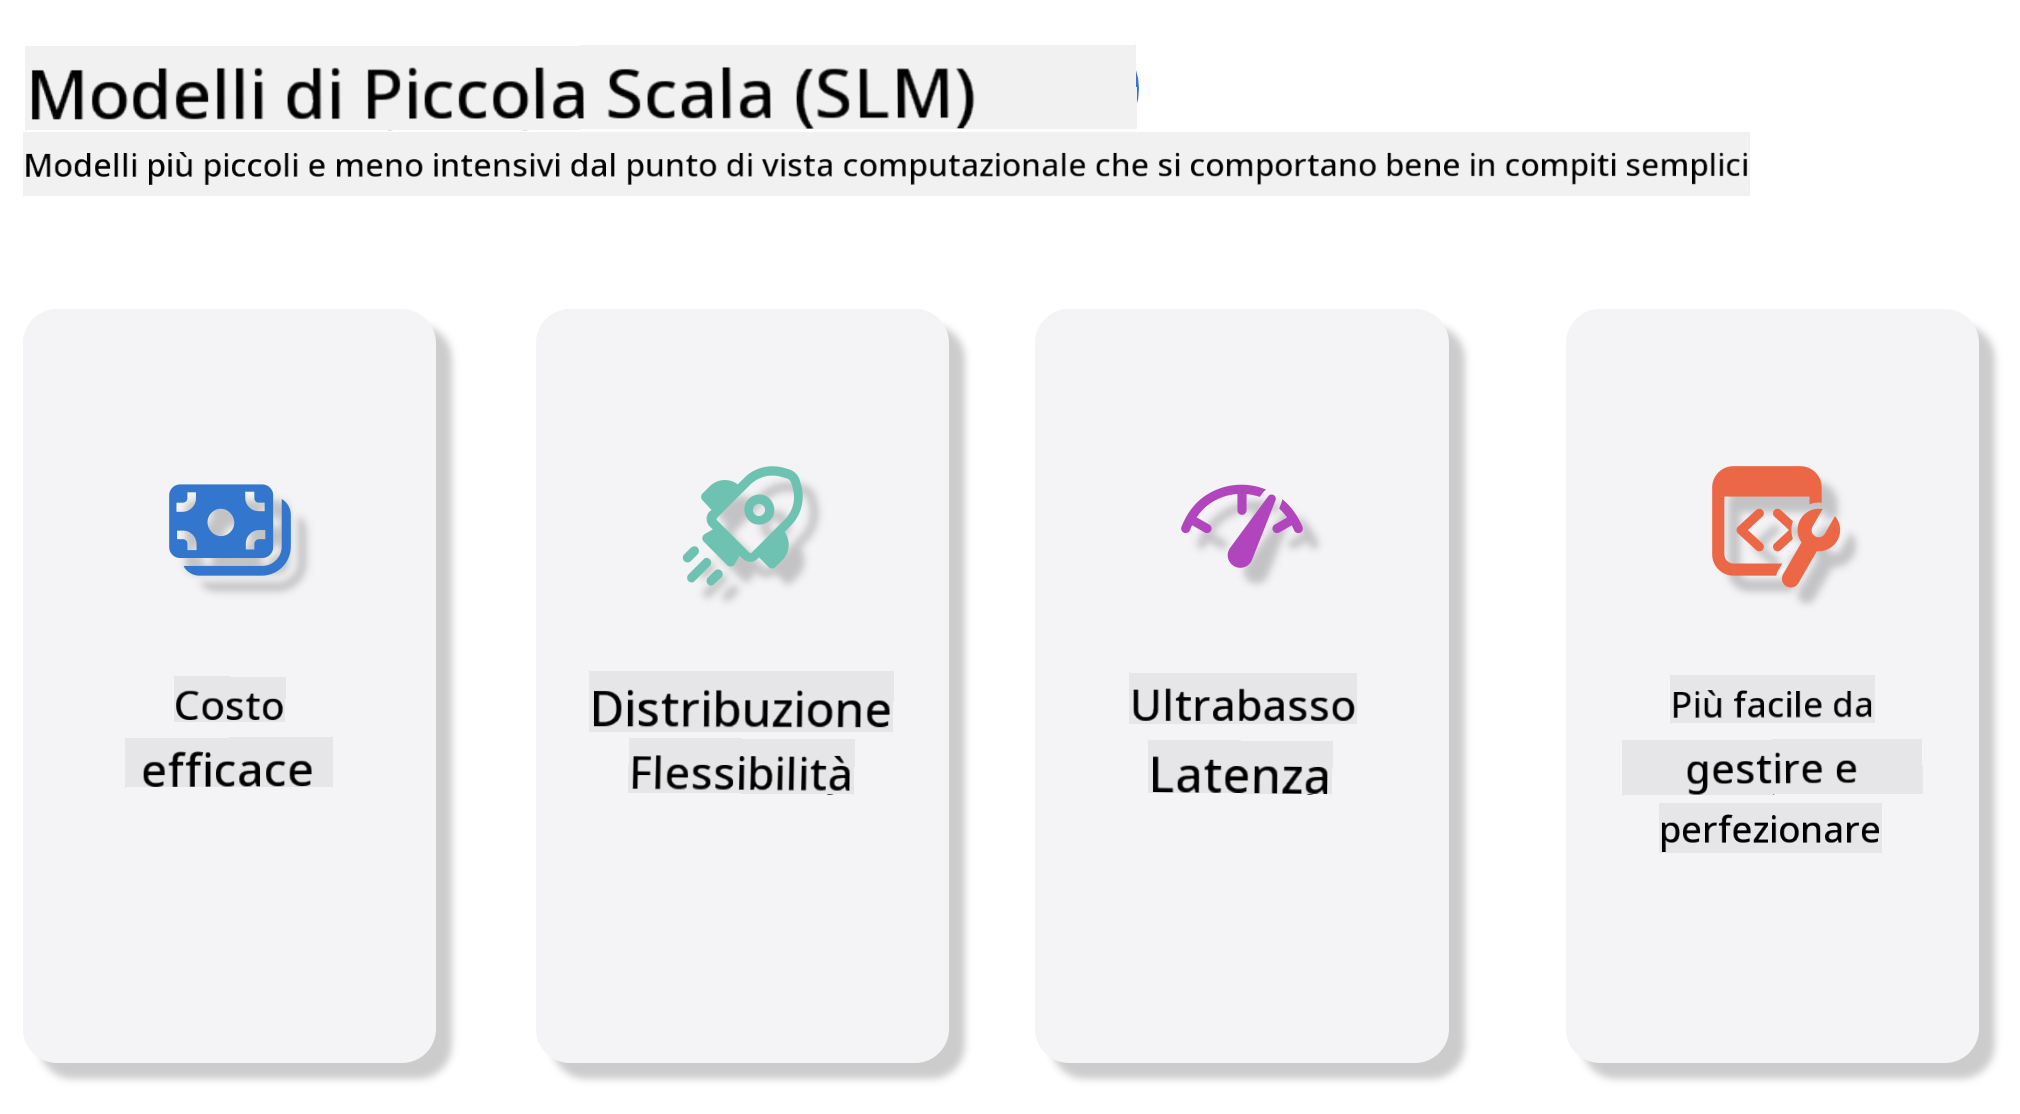 Modelli di Piccola Scala (SLM)
Modelli più piccoli e meno intensivi dal punto di vista computazionale che si comportano bene in compiti semplici
Costo
efficace
Distribuzione
Flessibilità
Ultrabasso
Latenza
Più facile da
gestire e
perfezionare